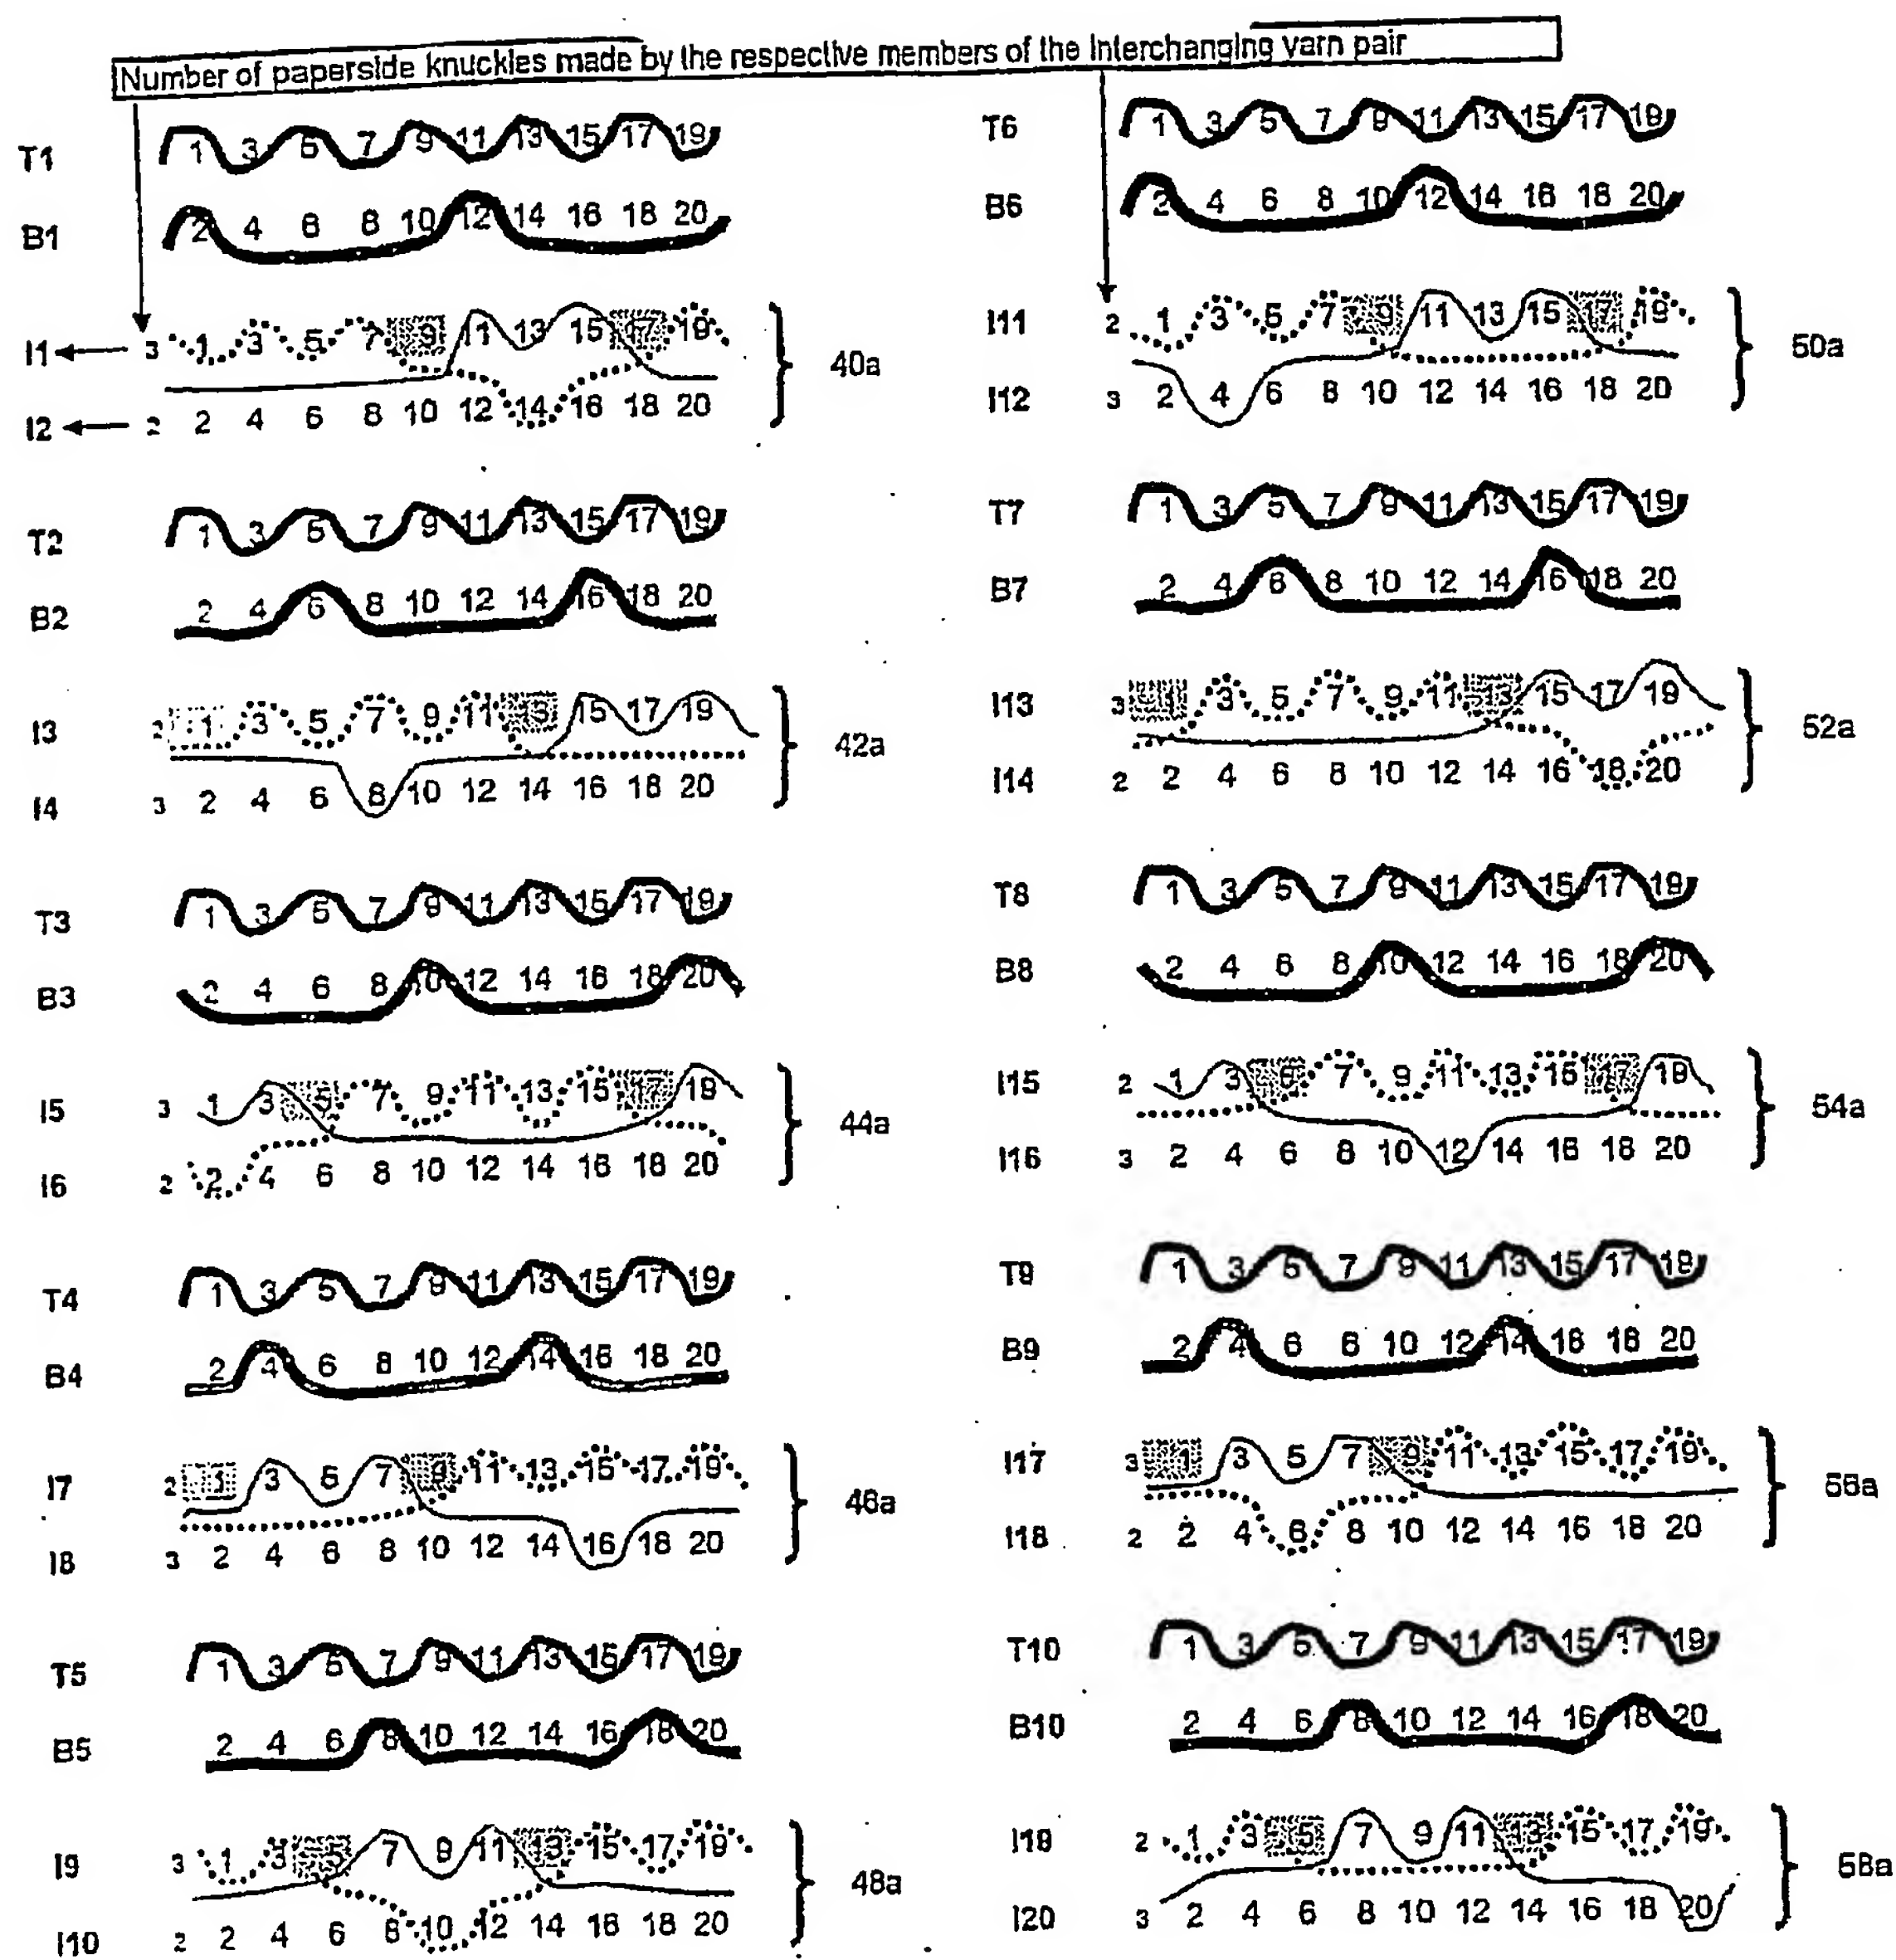 Number of paperside knuckles made by the respective members of the Interchanging yarn pair
T1 1 3 5 7 9 11 13 15 17 19
B1 2 4 6 8 10 12 14 16 18 20
I1 3 1 3 5 7 9 11 13 15 17 19
40a
I2 2 2 4 6 8 10 12 14 16 18 20
T2 1 3 5 7 9 11 13 15 17 19
B2 2 4 6 8 10 12 14 16 18 20
I3 2 1 3 5 7 9 11 13 15 17 19
42a
I4 3 2 4 6 8 10 12 14 16 18 20
T3 1 3 5 7 9 11 13 15 17 19
B3 2 4 6 8 10 12 14 16 18 20
I5 3 1 3 5 7 9 11 13 15 17 19
44a
I6 2 2 4 6 8 10 12 14 16 18 20
T4 1 3 5 7 9 11 13 15 17 19
B4 2 4 6 8 10 12 14 16 18 20
I7 2 1 3 5 7 9 11 13 15 17 19
46a
I8 3 2 4 6 8 10 12 14 16 18 20
T5 1 3 5 7 9 11 13 15 17 19
B5 2 4 6 8 10 12 14 16 18 20
I9 3 1 3 5 7 9 11 13 15 17 19
48a
I10 2 2 4 6 8 10 12 14 16 18 20
T6 1 3 5 7 9 11 13 15 17 19
B6 2 4 6 8 10 12 14 16 18 20
I11 2 1 3 5 7 9 11 13 15 17 19
50a
I12 3 2 4 6 8 10 12 14 16 18 20
T7 1 3 5 7 9 11 13 15 17 19
B7 2 4 6 8 10 12 14 16 18 20
I13 3 1 3 5 7 9 11 13 15 17 19
52a
I14 2 2 4 6 8 10 12 14 16 18 20
T8 1 3 5 7 9 11 13 15 17 19
B8 2 4 6 8 10 12 14 16 18 20
I15 2 1 3 5 7 9 11 13 15 17 19
54a
I16 3 2 4 6 8 10 12 14 16 18 20
T9 1 3 5 7 9 11 13 15 17 19
B9 2 4 6 8 10 12 14 16 18 20
I17 3 1 3 5 7 9 11 13 15 17 19
56a
I18 2 2 4 6 8 10 12 14 16 18 20
T10 1 3 5 7 9 11 13 15 17 19
B10 2 4 6 8 10 12 14 16 18 20
I19 2 1 3 5 7 9 11 13 15 17 19
58a
I20 3 2 4 6 8 10 12 14 16 18 20